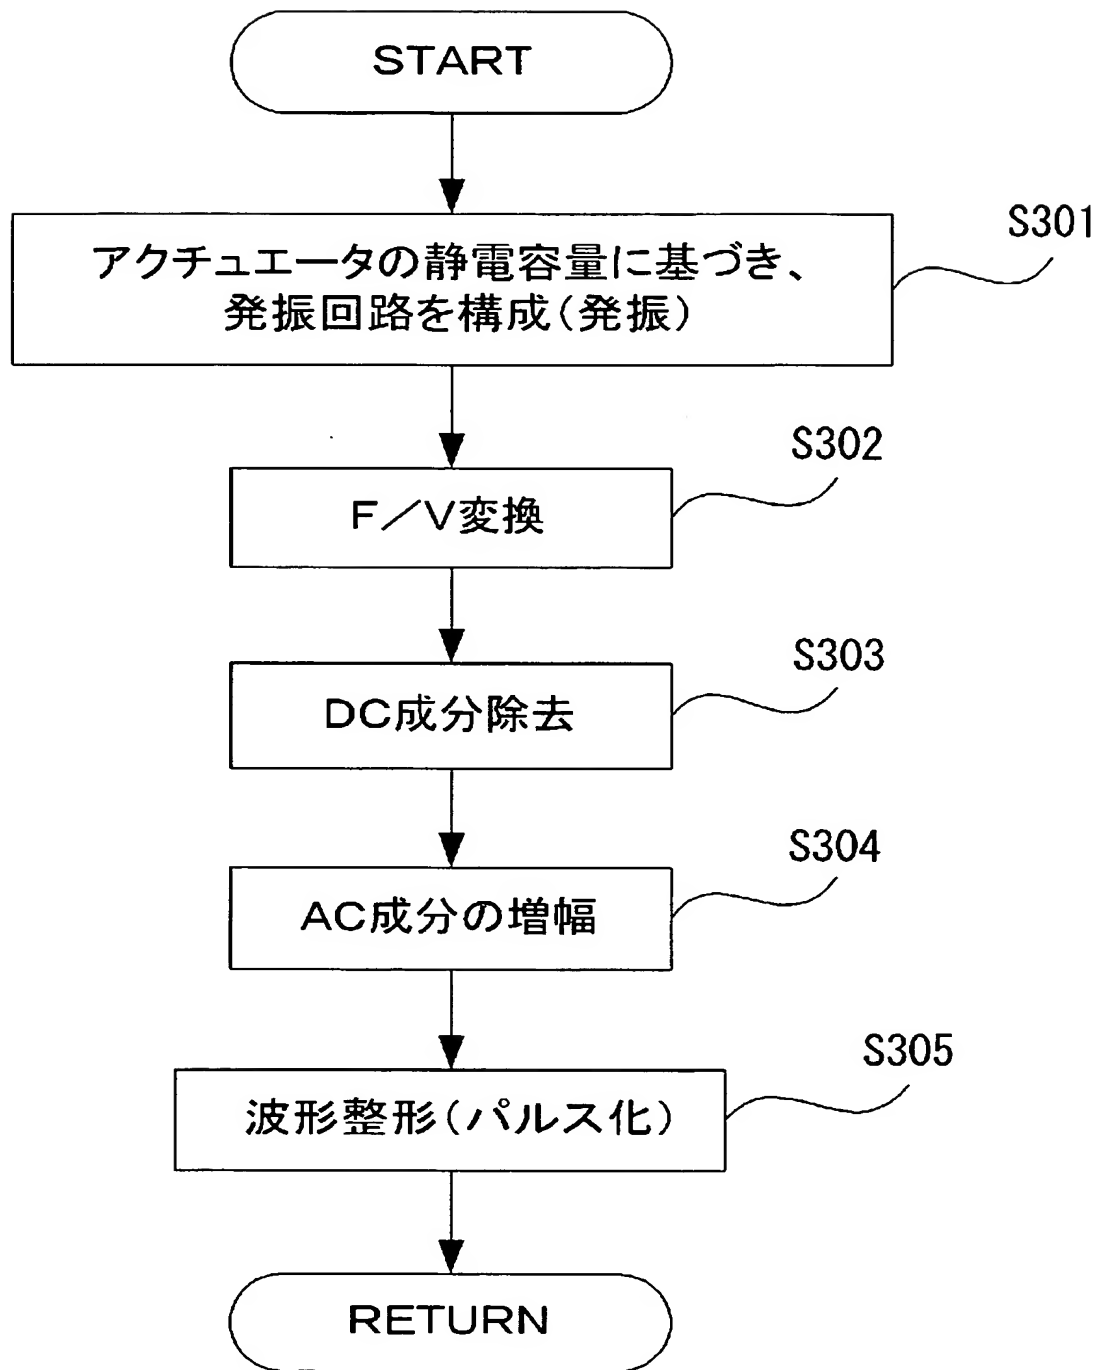 START
S301
アクチュエータの静電容量に基づき、
発振回路を構成(発振)
S302
F／V変換
S303
DC成分除去
S304
AC成分の増幅
S305
波形整形(パルス化)
RETURN